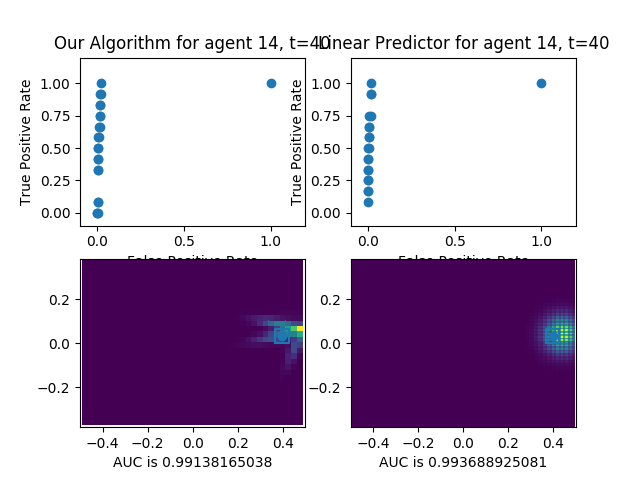 Our Algorithm for agent 14, t=40
Linear Predictor for agent 14, t=40
True Positive Rate
1.00
0.75
0.50
0.25
0.00
0.0 0.5 1.0
False Positive Rate
True Positive Rate
1.00
0.75
0.50
0.25
0.00
0.0 0.5 1.0
False Positive Rate
0.2
0.0
−0.2
−0.4 −0.2 0.0 0.2 0.4
AUC is 0.99138165038
0.2
0.0
−0.2
−0.4 −0.2 0.0 0.2 0.4
AUC is 0.993688925081